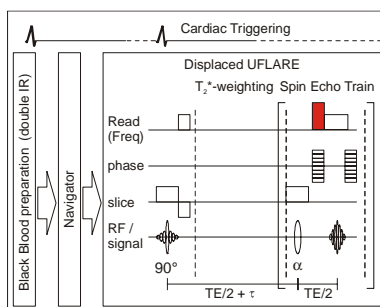 Cardiac Triggering
Black Blood preparation (double IR)
Navigator
Displaced UFLARE
T2*-weighting
Spin Echo Train
Read
(Freq)
phase
slice
RF /
signal
90°
α
TE/2 + τ
TE/2